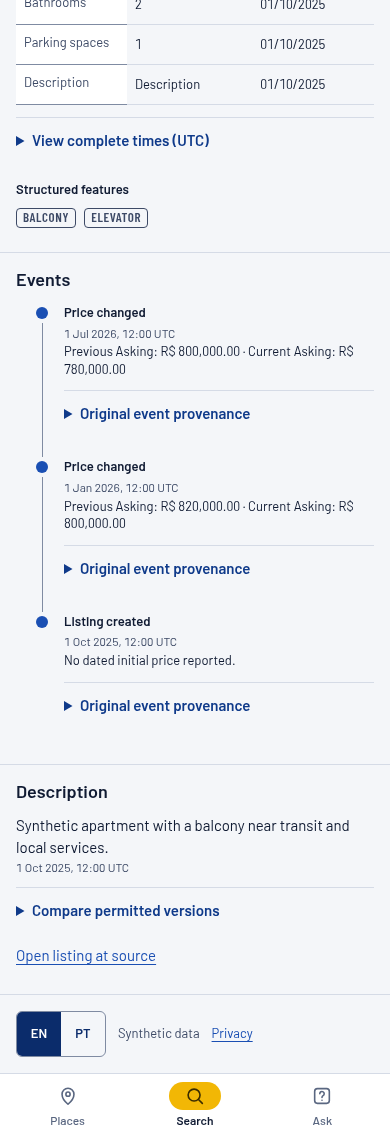 Bathrooms 2 01/10/2025
Parking spaces 1 01/10/2025
Description Description 01/10/2025
View complete times (UTC)
Structured features
BALCONY ELEVATOR
Events
Price changed
1 Jul 2026, 12:00 UTC
Previous Asking: R$ 800,000.00 · Current Asking: R$
780,000.00
Original event provenance
Price changed
1 Jan 2026, 12:00 UTC
Previous Asking: R$ 820,000.00 · Current Asking: R$
800,000.00
Original event provenance
Listing created
1 Oct 2025, 12:00 UTC
No dated initial price reported.
Original event provenance
Description
Synthetic apartment with a balcony near transit and
local services.
1 Oct 2025, 12:00 UTC
Compare permitted versions
Open listing at source
EN PT Synthetic data Privacy
Places Search Ask